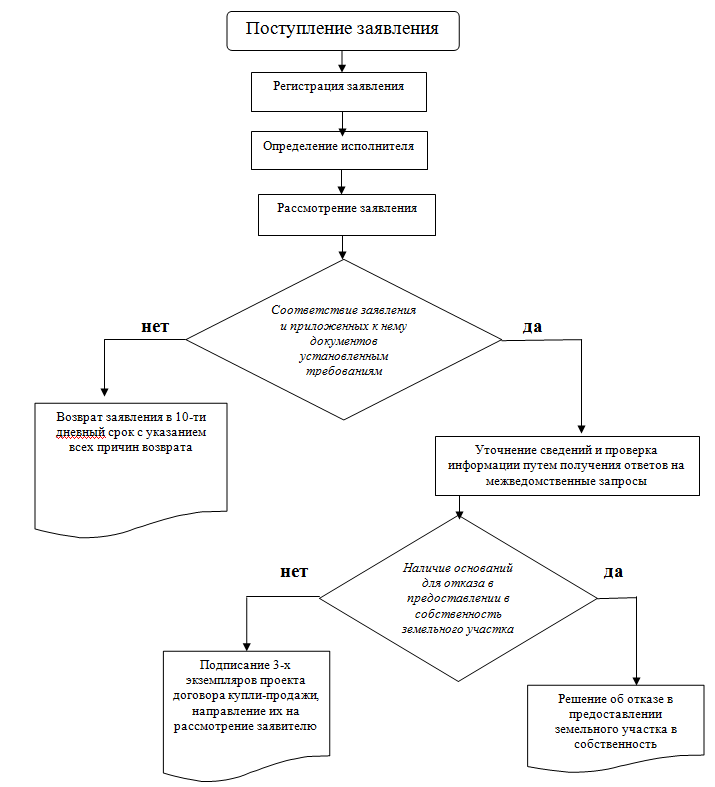 Поступление заявления
Регистрация заявления
Определение исполнителя
Рассмотрение заявления
Соответствие заявления
и приложенных к нему
документов
установленным
требованиям
нет
да
Возврат заявления в 10-ти
дневный срок с указанием
всех причин возврата
Уточнение сведений и проверка
информации путем получения ответов на
межведомственные запросы
Наличие оснований
для отказа в
предоставлении в
собственность
земельного участка
нет
да
Подписание 3-х
экземпляров проекта
договора купли-продажи,
направление их на
рассмотрение заявителю
Решение об отказе в
предоставлении
земельного участка в
собственность